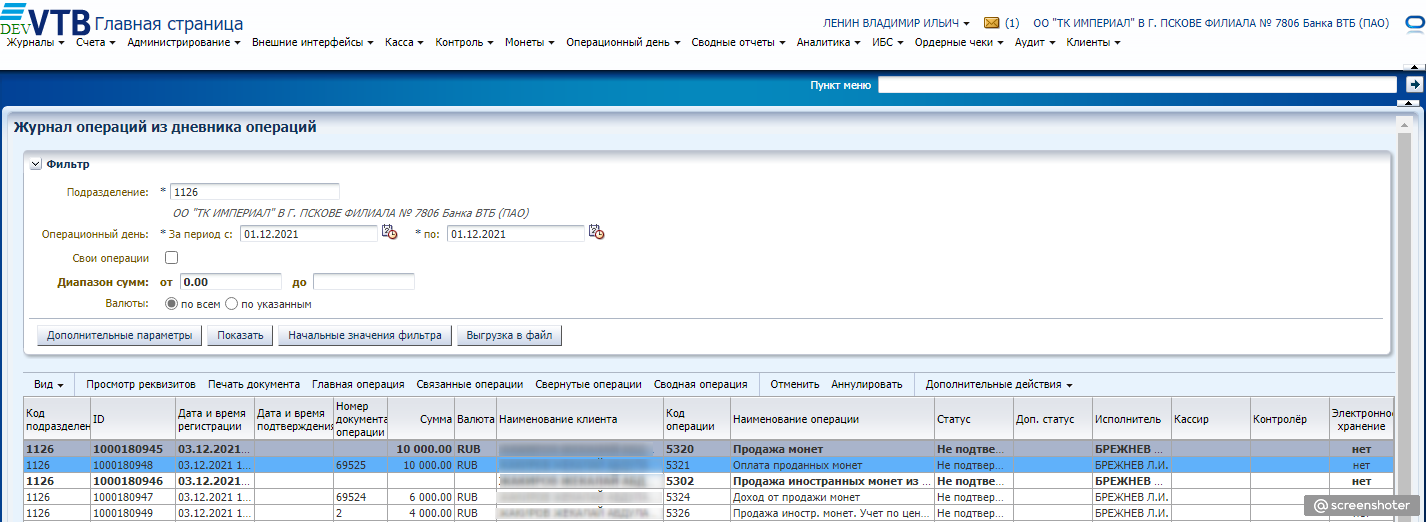 DEV VTB Главная страница
ЛЕНИН ВЛАДИМИР ИЛЬИЧ (1) ОО "ТК ИМПЕРИАЛ" В Г. ПСКОВЕ ФИЛИАЛА № 7806 Банка ВТБ (ПАО)
Журналы Счета Администрирование Внешние интерфейсы Касса Контроль Монеты Операционный день Сводные отчеты Аналитика ИБС Ордерные чеки Аудит Клиенты
Пункт меню
Журнал операций из дневника операций
Фильтр
Подразделение: * 1126
ОО "ТК ИМПЕРИАЛ" В Г. ПСКОВЕ ФИЛИАЛА № 7806 Банка ВТБ (ПАО)
Операционный день: * За период с: 01.12.2021 * по: 01.12.2021
Свои операции
Диапазон сумм: от 0.00 до
Валюты: по всем по указанным
Дополнительные параметры Показать Начальные значения фильтра Выгрузка в файл
Вид Просмотр реквизитов Печать документа Главная операция Связанные операции Свернутые операции Сводная операция Отменить Аннулировать Дополнительные действия
Код подразделен ID Дата и время регистрации Дата и время подтверждения Номер документа операции Сумма Валюта Наименование клиента Код операции Наименование операции Статус Доп. статус Исполнитель Кассир Контролёр Электронное хранение
1126 1000180945 03.12.2021... 10 000.00 RUB 5320 Продажа монет Не подтве... БРЕЖНЕВ ... нет
1126 1000180948 03.12.2021 1... 69525 10 000.00 RUB 5321 Оплата проданных монет Не подтвер... БРЕЖНЕВ Л.И. нет
1126 1000180946 03.12.2021... 5302 Продажа иностранных монет из ... Не подтве... БРЕЖНЕВ ... нет
1126 1000180947 03.12.2021 1... 69524 6 000.00 RUB 5324 Доход от продажи монет Не подтвер... БРЕЖНЕВ Л.И.
1126 1000180949 03.12.2021 1... 2 4 000.00 RUB 5326 Продажа иностр. монет. Учет по цен... Не подтвер... БРЕЖНЕВ Л.И.
@screenshoter